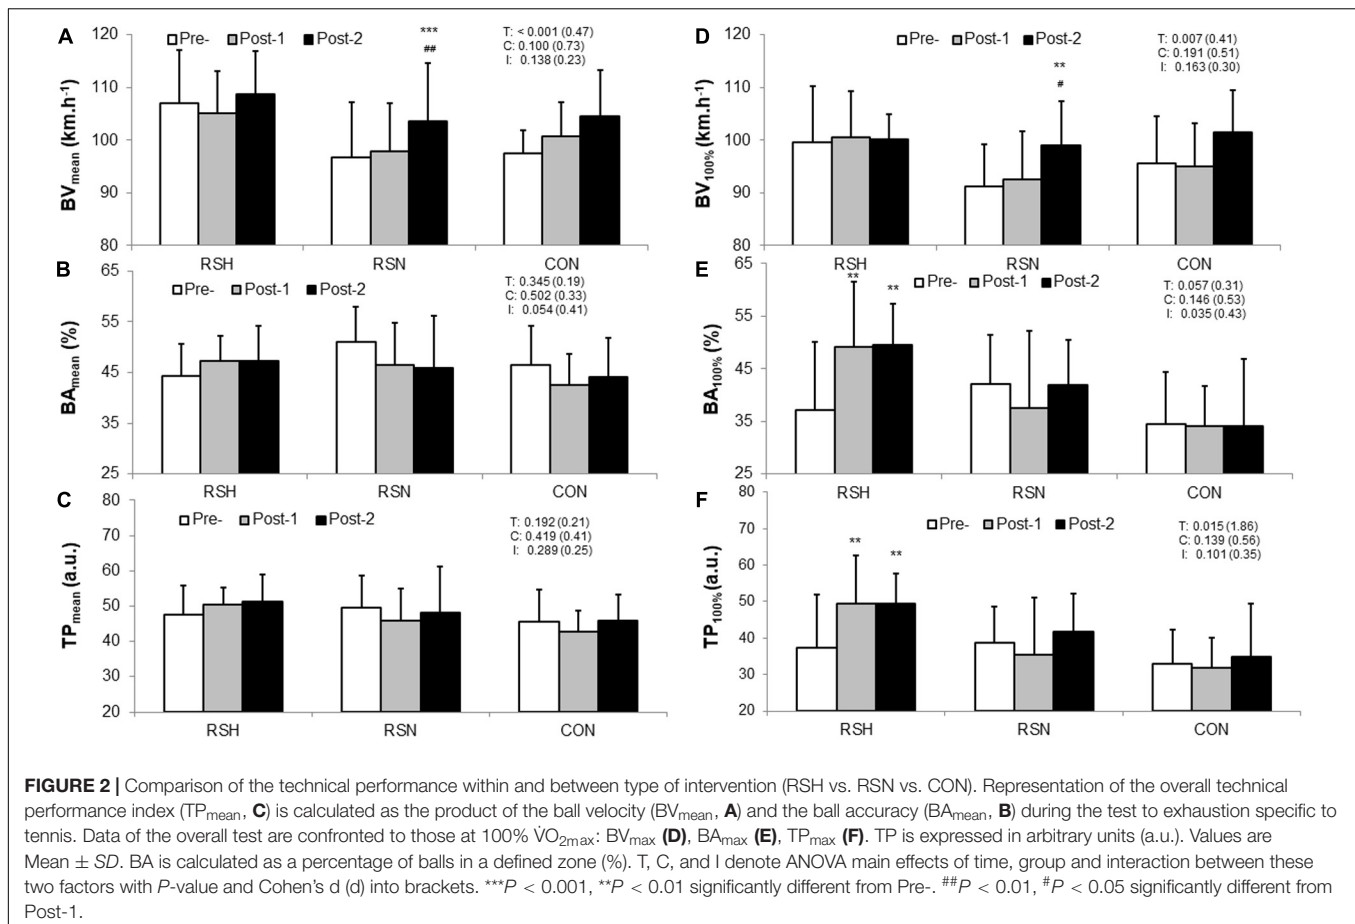 A
Pre- Post-1 Post-2
***
##
T: < 0.001 (0.47)
C: 0.100 (0.73)
I: 0.138 (0.23)
BVmean (km.h-1)
120
110
100
90
80
RSH RSN CON
B
Pre- Post-1 Post-2
T: 0.345 (0.19)
C: 0.502 (0.33)
I: 0.054 (0.41)
BAmean (%)
65
55
45
35
25
RSH RSN CON
C
Pre- Post-1 Post-2
T: 0.192 (0.21)
C: 0.419 (0.41)
I: 0.289 (0.25)
TPmean (a.u.)
80
70
60
50
40
30
20
RSH RSN CON
D
Pre- Post-1 Post-2
**
#
T: 0.007 (0.41)
C: 0.191 (0.51)
I: 0.163 (0.30)
BV100% (km.h-1)
120
110
100
90
80
RSH RSN CON
E
Pre- Post-1 Post-2
** **
T: 0.057 (0.31)
C: 0.146 (0.53)
I: 0.035 (0.43)
BA100% (%)
65
55
45
35
25
RSH RSN CON
F
Pre- Post-1 Post-2
** **
T: 0.015 (1.86)
C: 0.139 (0.56)
I: 0.101 (0.35)
TP100% (a.u.)
80
70
60
50
40
30
20
RSH RSN CON
FIGURE 2 | Comparison of the technical performance within and between type of intervention (RSH vs. RSN vs. CON). Representation of the overall technical
performance index (TPmean, C) is calculated as the product of the ball velocity (BVmean, A) and the ball accuracy (BAmean, B) during the test to exhaustion specific to
tennis. Data of the overall test are confronted to those at 100% V̇O2max: BVmax (D), BAmax (E), TPmax (F). TP is expressed in arbitrary units (a.u.). Values are
Mean ± SD. BA is calculated as a percentage of balls in a defined zone (%). T, C, and I denote ANOVA main effects of time, group and interaction between these
two factors with P-value and Cohen's d (d) into brackets. ***P < 0.001, **P < 0.01 significantly different from Pre-. ##P < 0.01, #P < 0.05 significantly different from
Post-1.